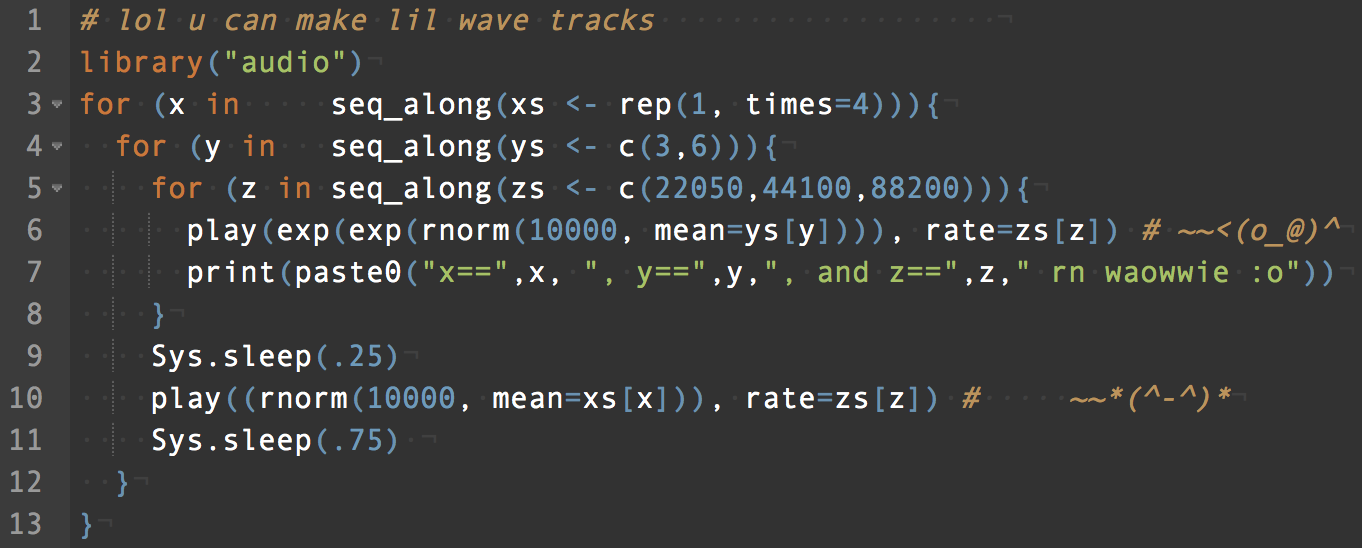 1 # lol u can make lil wave tracks
2 library("audio")
3 for (x in     seq_along(xs <- rep(1, times=4))){
4   for (y in   seq_along(ys <- c(3,6))){
5     for (z in seq_along(zs <- c(22050,44100,88200))){
6       play(exp(exp(rnorm(10000, mean=ys[y]))), rate=zs[z]) # ~~<(o_@)^
7       print(paste0("x==",x, ", y==",y,", and z==",z," rn waowwie :o"))
8     }
9     Sys.sleep(.25)
10     play((rnorm(10000, mean=xs[x])), rate=zs[z]) #     ~~*(^-^)*
11     Sys.sleep(.75)
12   }
13 }